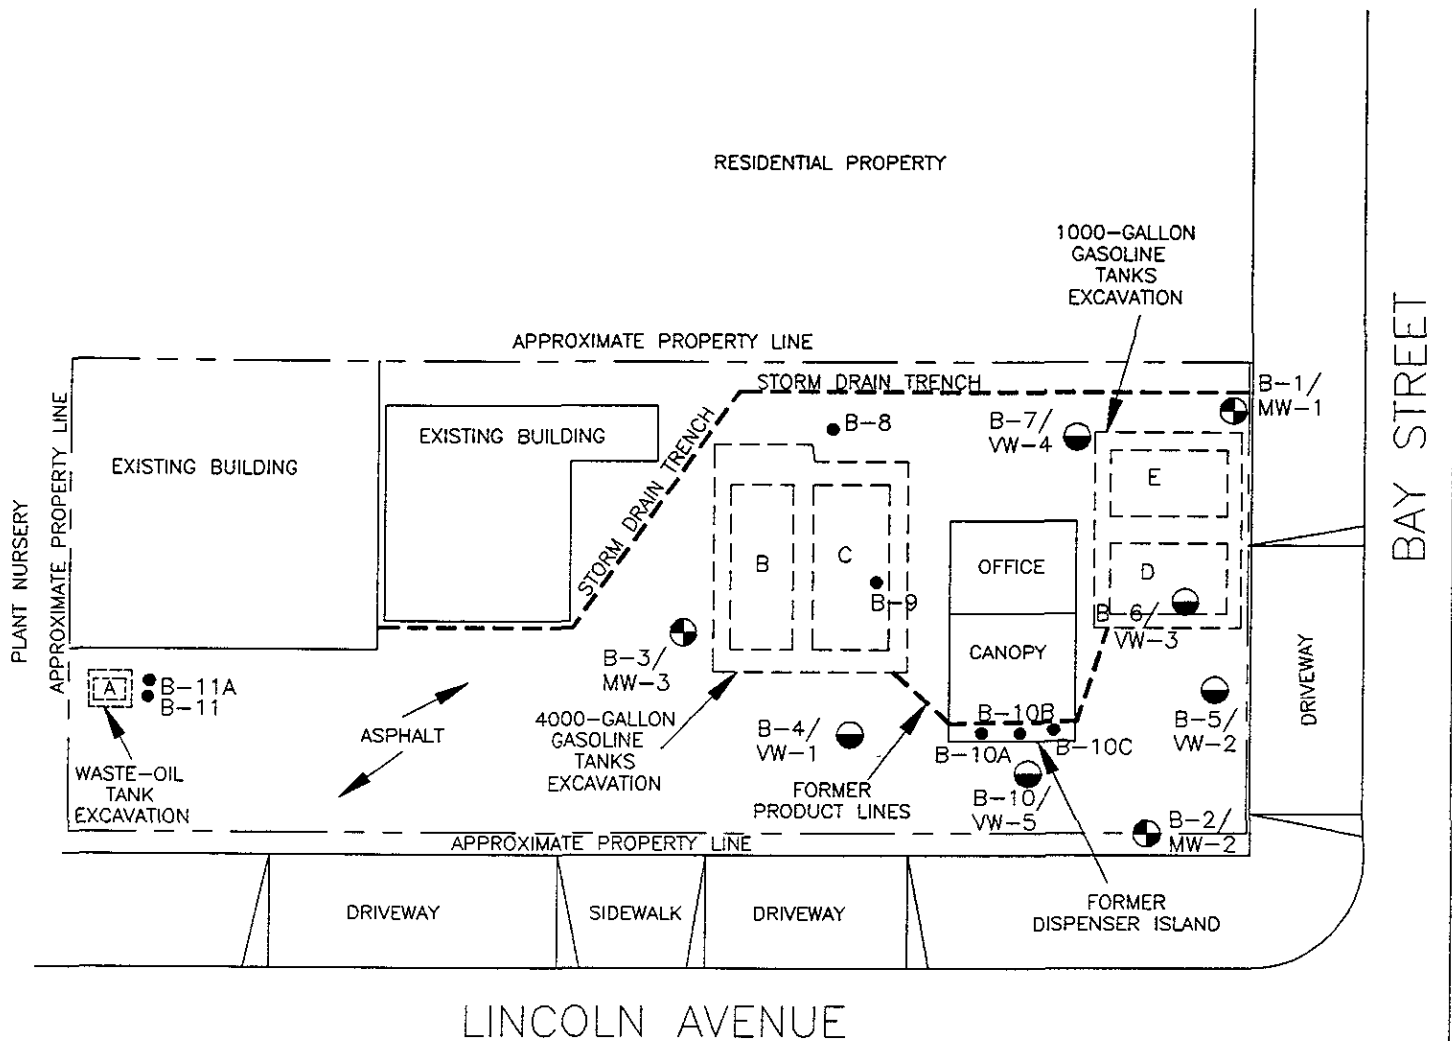 RESIDENTIAL PROPERTY
1000-GALLON
GASOLINE
TANKS
EXCAVATION
BAY STREET
APPROXIMATE PROPERTY LINE
STORM DRAIN TRENCH
B-1/
MW-1
B-8
B-7/
VW-4
EXISTING BUILDING
EXISTING BUILDING
STORM DRAIN TRENCH
PLANT NURSERY
APPROXIMATE PROPERTY LINE
E
B
C
OFFICE
D
B-9
B-6/
VW-3
CANOPY
B-3/
MW-3
A
B-11A
B-11
ASPHALT
4000-GALLON
GASOLINE
TANKS
EXCAVATION
B-4/
VW-1
B-10B
B-10A
B-10C
B-5/
VW-2
DRIVEWAY
WASTE-OIL
TANK
EXCAVATION
FORMER
PRODUCT LINES
B-10/
VW-5
B-2/
MW-2
APPROXIMATE PROPERTY LINE
DRIVEWAY
SIDEWALK
DRIVEWAY
FORMER
DISPENSER ISLAND
LINCOLN AVENUE